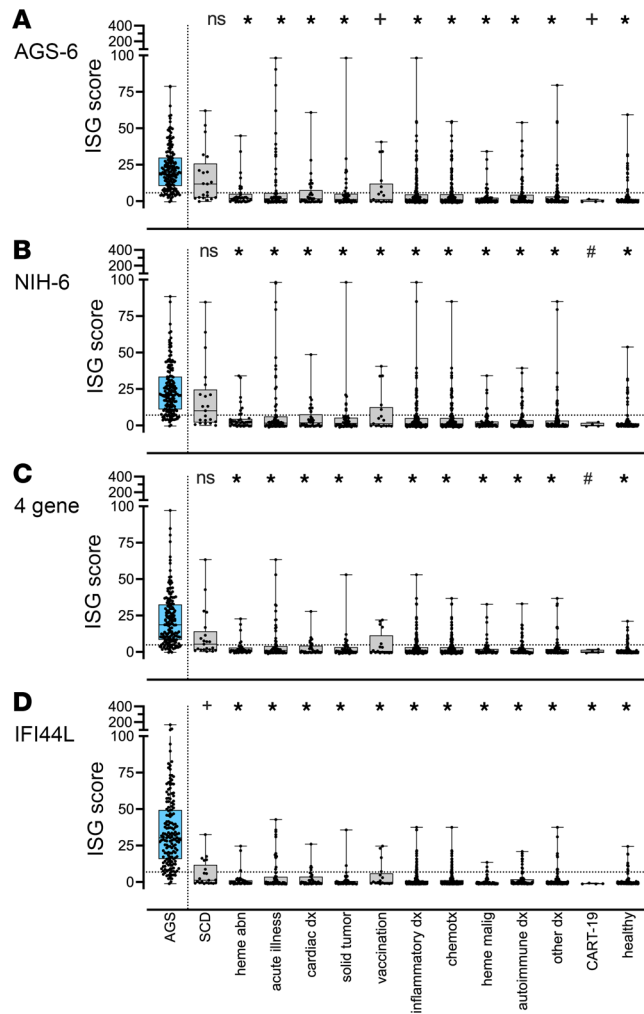 A
AGS-6
ISG score
400
200
75
50
25
0
ns * * * * + * * * * * + *
B
NIH-6
ISG score
400
200
100
75
50
25
0
ns * * * * * * * * * * # *
C
4 gene
ISG score
400
200
100
75
50
25
0
ns * * * * * * * * * * # *
D
IFI44L
ISG score
400
200
100
75
50
25
0
+ * * * * * * * * * * * *
AGS
SCD
heme abn
acute illness
cardiac dx
solid tumor
vaccination
inflammatory dx
chemotx
heme malig
autoimmune dx
other dx
CART-19
healthy